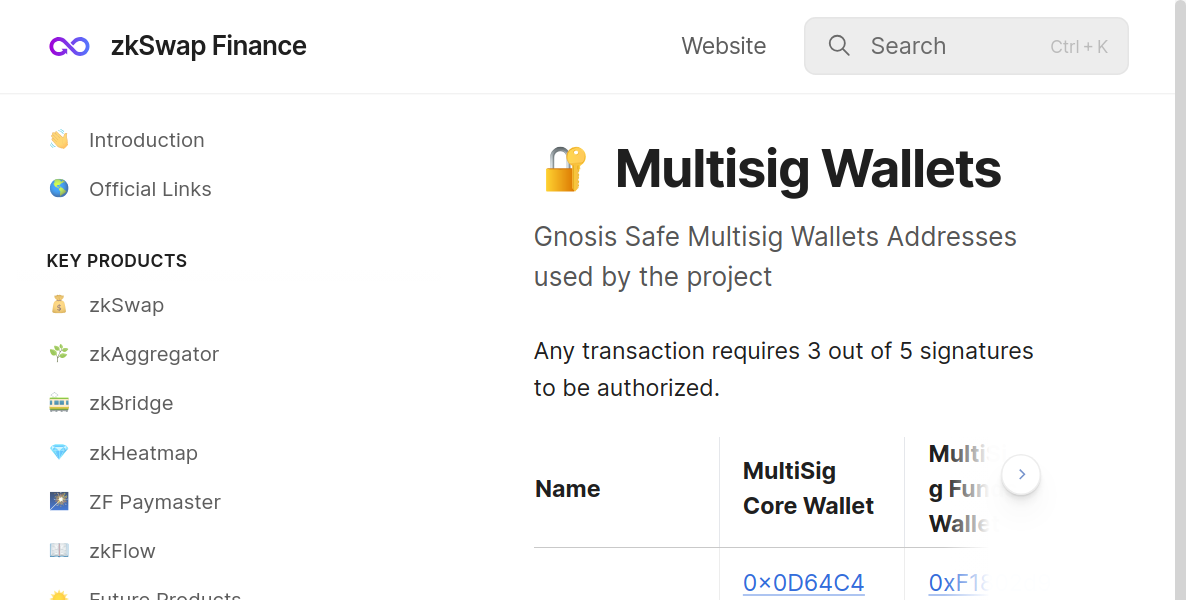 zkSwap Finance
Website
Search
Ctrl + K
Introduction
Official Links
KEY PRODUCTS
zkSwap
zkAggregator
zkBridge
zkHeatmap
ZF Paymaster
zkFlow
Future Products
Multisig Wallets
Gnosis Safe Multisig Wallets Addresses
used by the project
Any transaction requires 3 out of 5 signatures
to be authorized.
Name
MultiSig
Core Wallet
MultiSi
g Fun
Walle
0x0D64C4
0xF18